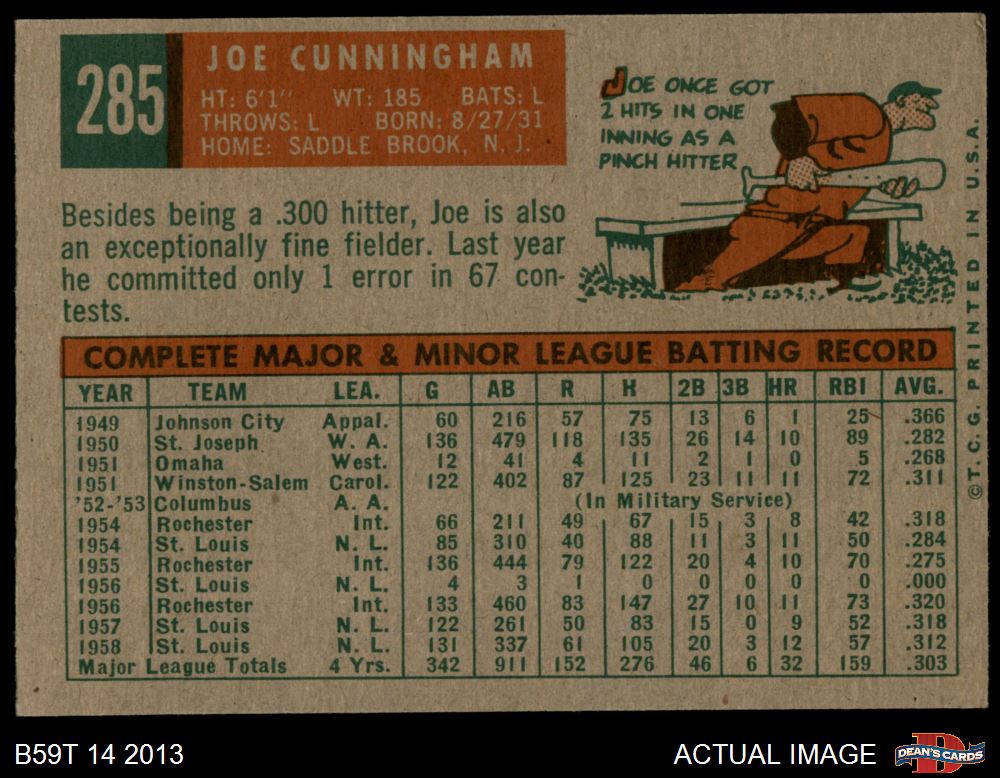 285
JOE CUNNINGHAM
HT: 6'1" WT: 185 BATS: L
THROWS: L BORN: 8/27/31
HOME: SADDLE BROOK, N. J.
JOE ONCE GOT
2 HITS IN ONE
INNING AS A
PINCH HITTER
Besides being a .300 hitter, Joe is also
an exceptionally fine fielder. Last year
he committed only 1 error in 67 con-
tests.
COMPLETE MAJOR & MINOR LEAGUE BATTING RECORD
YEAR TEAM LEA. G AB R H 2B 3B HR RBI AVG.
1949 Johnson City Appal. 60 216 57 75 13 6 1 25 .366
1950 St. Joseph W. A. 136 479 118 135 26 14 10 89 .282
1951 Omaha West. 12 41 4 11 2 1 0 5 .268
1951 Winston-Salem Carol. 122 402 87 125 23 11 11 72 .311
'52-'53 Columbus A. A. (In Military Service)
1954 Rochester Int. 66 211 49 67 15 3 8 42 .318
1954 St. Louis N. L. 85 310 40 88 11 3 11 50 .284
1955 Rochester Int. 136 444 79 122 20 4 10 70 .275
1956 St. Louis N. L. 4 3 1 0 0 0 0 0 .000
1956 Rochester Int. 133 460 83 147 27 10 11 73 .320
1957 St. Louis N. L. 122 261 50 83 15 0 9 52 .318
1958 St. Louis N. L. 131 337 61 105 20 3 12 57 .312
Major League Totals 4 Yrs. 342 911 152 276 46 6 32 159 .303
©T. C. G. PRINTED IN U.S.A.
B59T 14 2013
ACTUAL IMAGE
DEAN'S CARDS